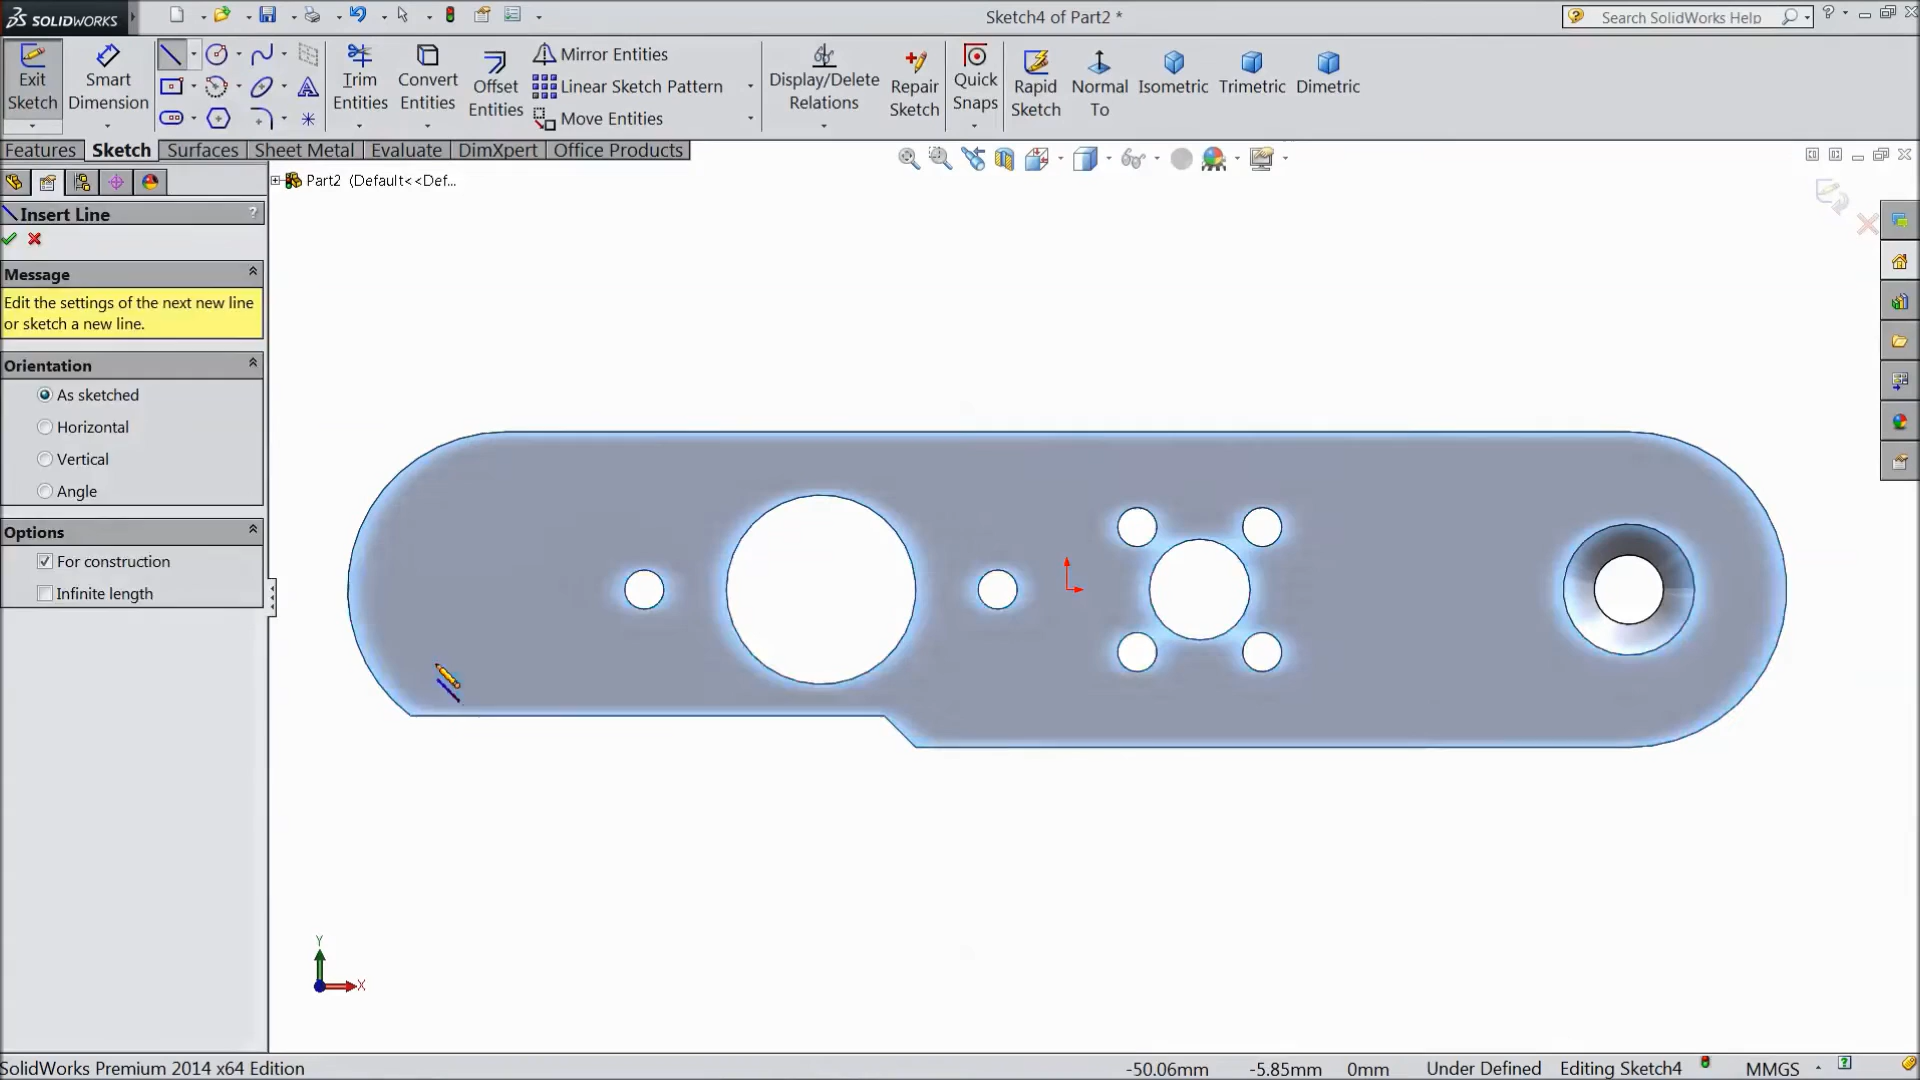 SOLIDWORKS
Sketch4 of Part2 *
Search SolidWorks Help
Exit Sketch
Smart Dimension
Trim Entities
Convert Entities
Offset Entities
Mirror Entities
Linear Sketch Pattern
Move Entities
Display/Delete Relations
Repair Sketch
Quick Snaps
Rapid Sketch
Normal To
Isometric
Trimetric
Dimetric
Features
Sketch
Surfaces
Sheet Metal
Evaluate
DimXpert
Office Products
Part2 (Default<<Def...
Insert Line
?
Message
Edit the settings of the next new line
or sketch a new line.
Orientation
As sketched
Horizontal
Vertical
Angle
Options
For construction
Infinite length
Y
X
SolidWorks Premium 2014 x64 Edition
-50.06mm
-5.85mm
0mm
Under Defined
Editing Sketch4
MMGS